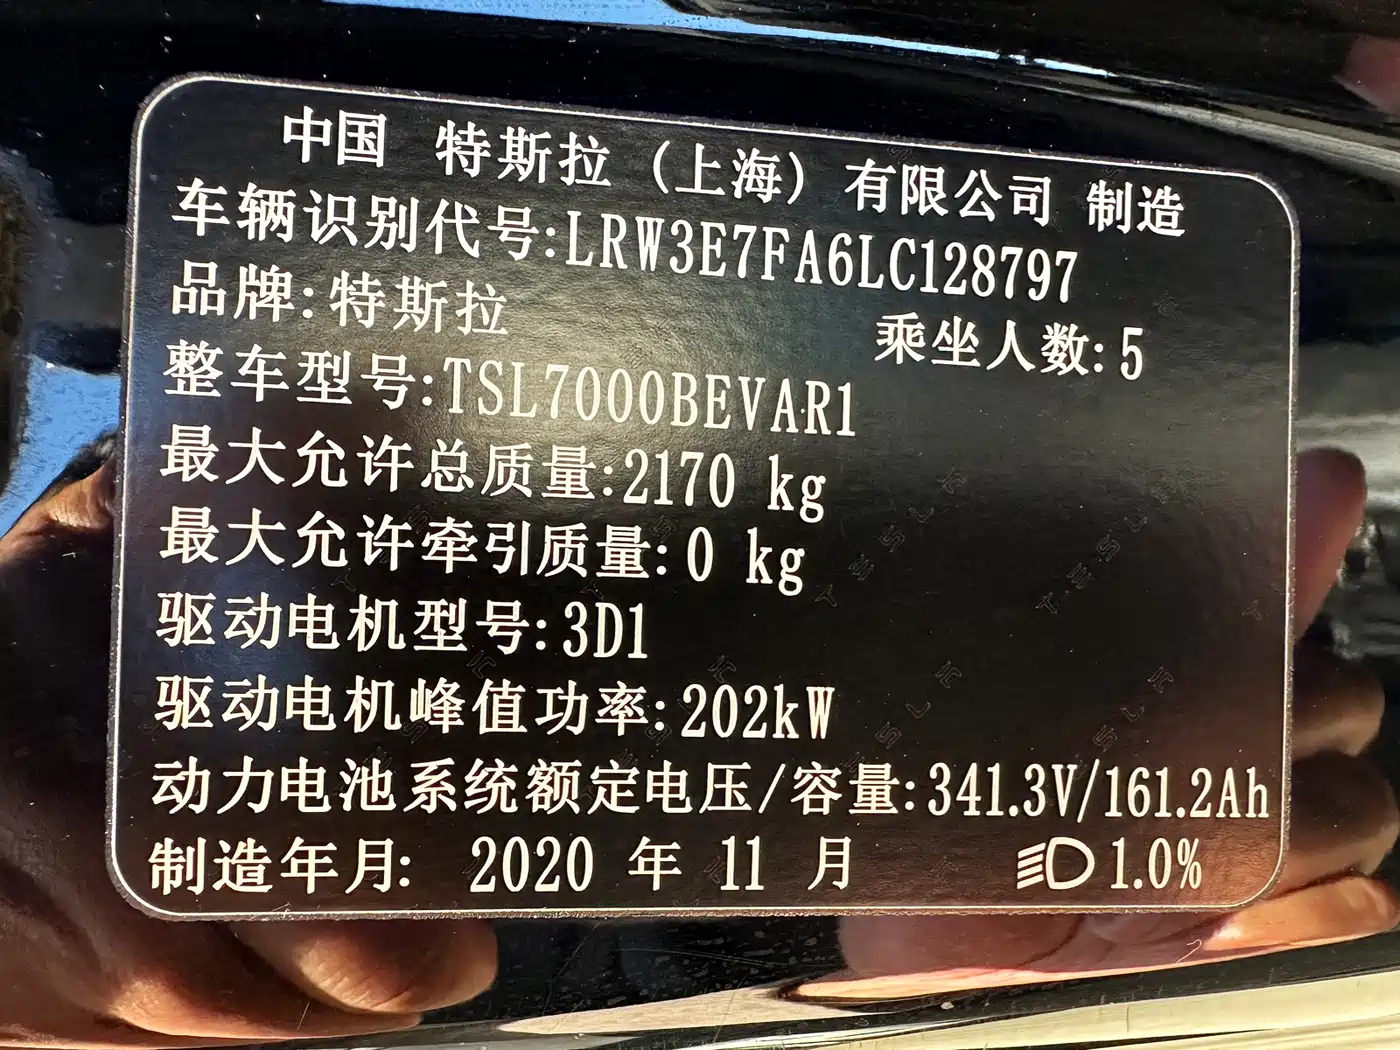 中国 特斯拉（上海）有限公司 制造
车辆识别代号:LRW3E7FA6LC128797
品牌:特斯拉
乘坐人数:5
整车型号:TSL7000BEVAR1
最大允许总质量:2170 kg
最大允许牵引质量:0 kg
驱动电机型号:3D1
驱动电机峰值功率:202kW
动力电池系统额定电压/容量:341.3V/161.2Ah
制造年月: 2020 年 11 月
1.0%